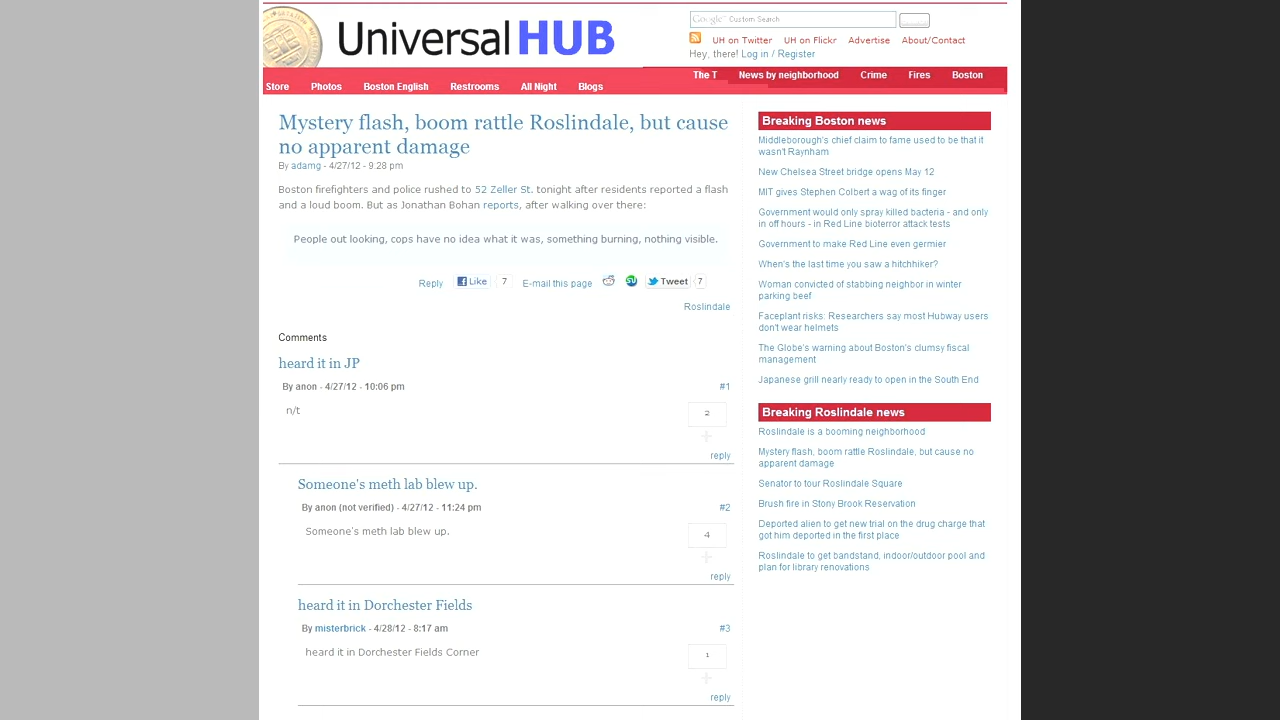 Universal HUB
Google Custom Search
UH on Twitter UH on Flickr Advertise About/Contact
Hey, there! Log in / Register
The T News by neighborhood Crime Fires Boston
Store Photos Boston English Restrooms All Night Blogs
Mystery flash, boom rattle Roslindale, but cause
no apparent damage
By adamg - 4/27/12 - 9:28 pm
Boston firefighters and police rushed to 52 Zeller St. tonight after residents reported a flash
and a loud boom. But as Jonathan Bohan reports, after walking over there:
People out looking, cops have no idea what it was, something burning, nothing visible.
Reply Like 7 E-mail this page Tweet 7
Roslindale
Comments
heard it in JP
By anon - 4/27/12 - 10:06 pm #1
n/t 2
+
reply
Someone's meth lab blew up.
By anon (not verified) - 4/27/12 - 11:24 pm #2
Someone's meth lab blew up. 4
+
reply
heard it in Dorchester Fields
By misterbrick - 4/28/12 - 8:17 am #3
heard it in Dorchester Fields Corner 1
+
reply
Breaking Boston news
Middleborough's chief claim to fame used to be that it
wasn't Raynham
New Chelsea Street bridge opens May 12
MIT gives Stephen Colbert a wag of its finger
Government would only spray killed bacteria - and only
in off hours - in Red Line bioterror attack tests
Government to make Red Line even germier
When's the last time you saw a hitchhiker?
Woman convicted of stabbing neighbor in winter
parking beef
Faceplant risks: Researchers say most Hubway users
don't wear helmets
The Globe's warning about Boston's clumsy fiscal
management
Japanese grill nearly ready to open in the South End
Breaking Roslindale news
Roslindale is a booming neighborhood
Mystery flash, boom rattle Roslindale, but cause no
apparent damage
Senator to tour Roslindale Square
Brush fire in Stony Brook Reservation
Deported alien to get new trial on the drug charge that
got him deported in the first place
Roslindale to get bandstand, indoor/outdoor pool and
plan for library renovations